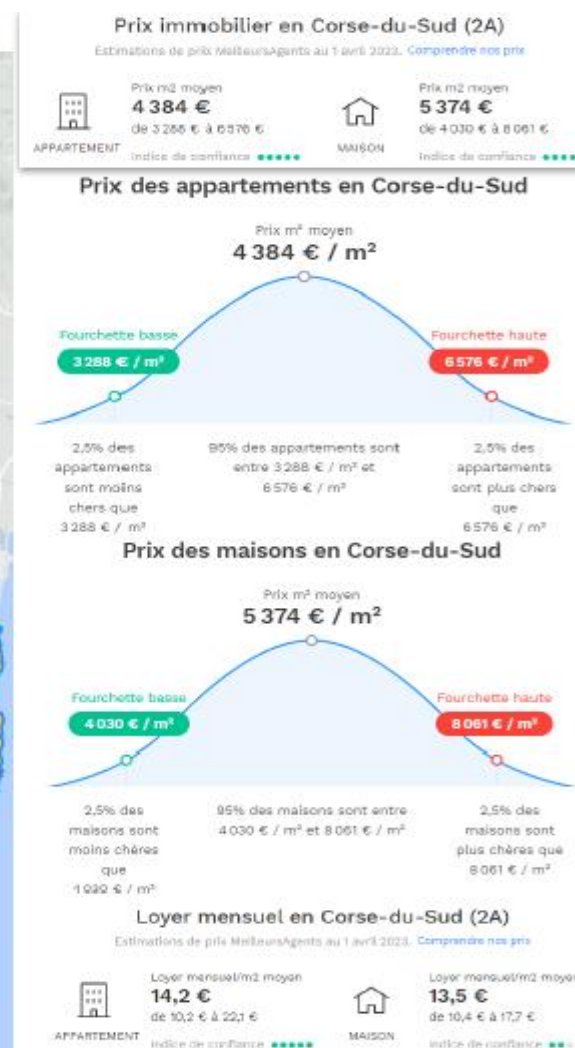 Prix immobilier en Corse-du-Sud (2A)
Estimations de prix MeilleursAgents au 1 avril 2023. Comprendre nos prix
Prix m2 moyen
4 384 €
de 3 288 € à 6 576 €
Indice de confiance
APPARTEMENT
Prix m2 moyen
5 374 €
de 4 030 € à 8 061 €
Indice de confiance
MAISON
Prix des appartements en Corse-du-Sud
Prix m² moyen
4 384 € / m²
Fourchette basse
3 288 € / m²
Fourchette haute
6 576 € / m²
2,5% des
appartements
sont moins
chers que
3 288 € / m²
95% des appartements sont
entre 3 288 € / m² et
6 576 € / m²
2,5% des
appartements
sont plus chers
que
6 576 € / m²
Prix des maisons en Corse-du-Sud
Prix m² moyen
5 374 € / m²
Fourchette basse
4 030 € / m²
Fourchette haute
8 061 € / m²
2,5% des
maisons sont
moins chères
que
€ / m²
95% des maisons sont entre
4 030 € / m² et 8 061 € / m²
2,5% des
maisons sont
plus chères que
8 061 € / m²
Loyer mensuel en Corse-du-Sud (2A)
Estimations de prix MeilleursAgents au 1 avril 2023. Comprendre nos prix
Loyer mensuel/m2 moyen
14,2 €
de 10,2 € à 22,1 €
Indice de confiance
APPARTEMENT
Loyer mensuel/m2 moyen
13,5 €
de 10,4 € à 17,7 €
Indice de confiance
MAISON